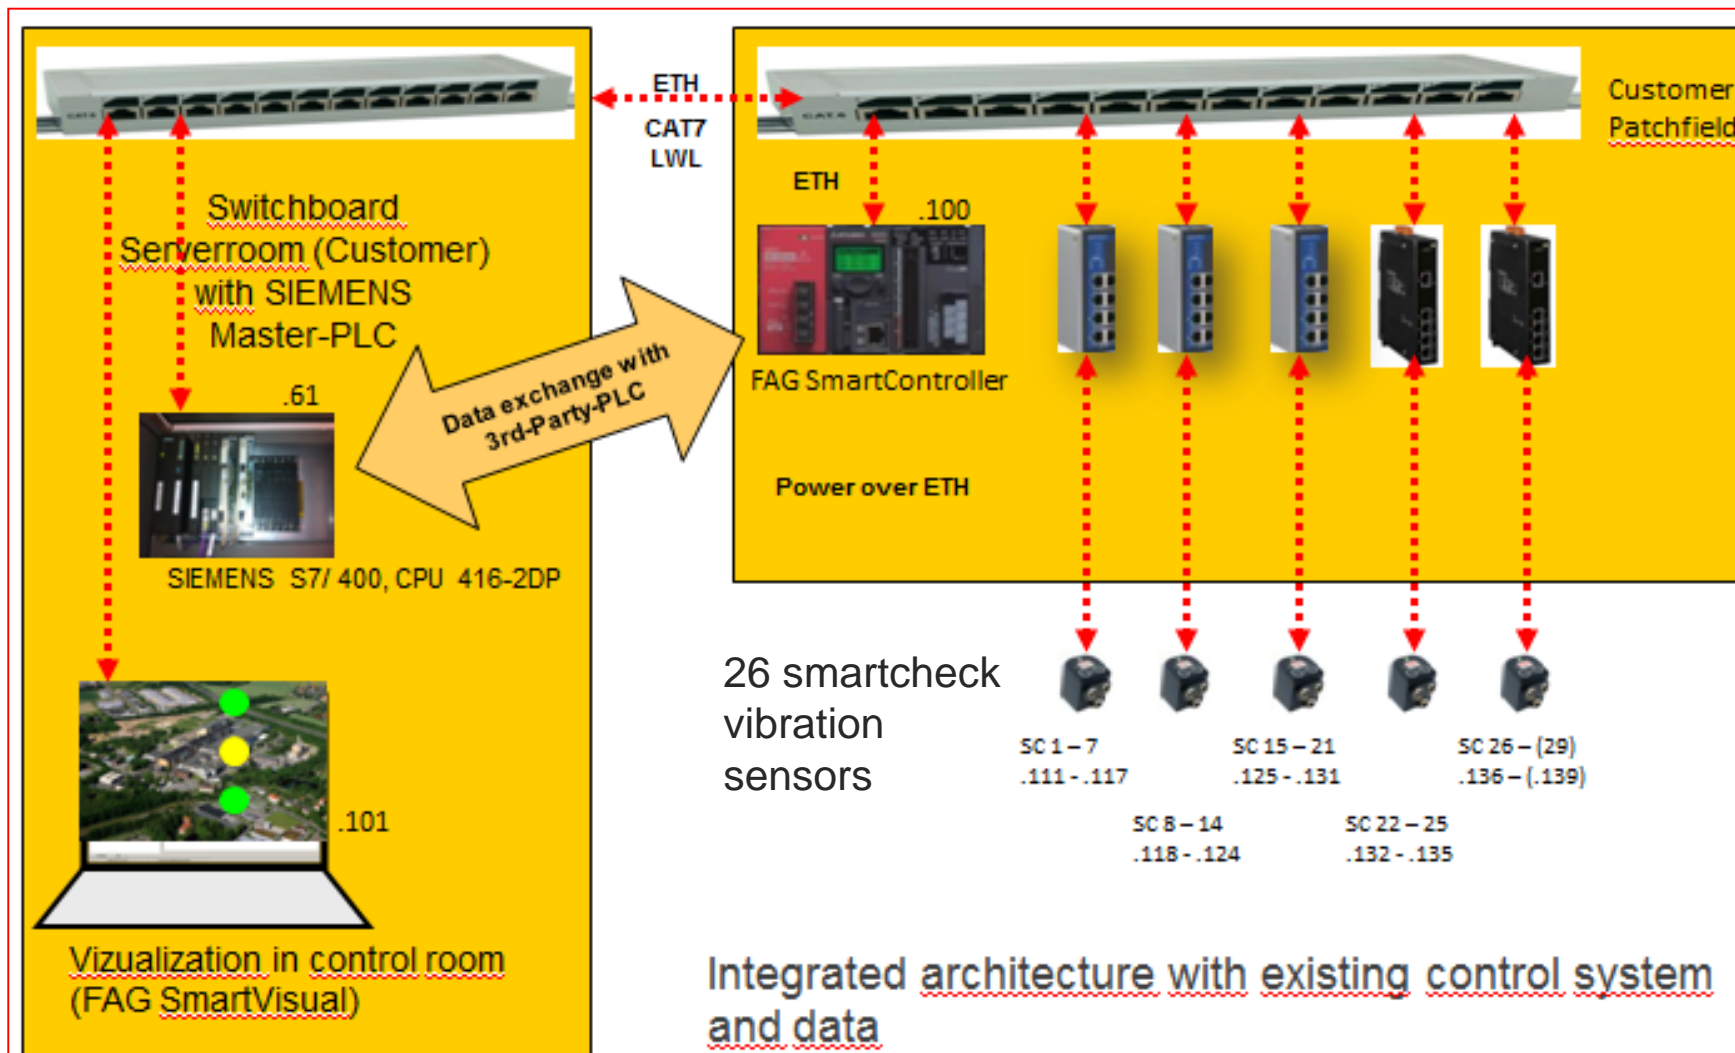 ETH
CAT7
LWL
Customer
Patchfield
Switchboard
Serverroom (Customer)
with SIEMENS
Master-PLC
.61
SIEMENS S7/ 400, CPU 416-2DP
Data exchange with
3rd-Party-PLC
ETH
.100
FAG SmartController
Power over ETH
.101
Vizualization in control room
(FAG SmartVisual)
26 smartcheck
vibration
sensors
SC 1 – 7
.111 - .117
SC 8 – 14
.118 - .124
SC 15 – 21
.125 - .131
SC 22 – 25
.132 - .135
SC 26 – (29)
.136 – (.139)
Integrated architecture with existing control system
and data